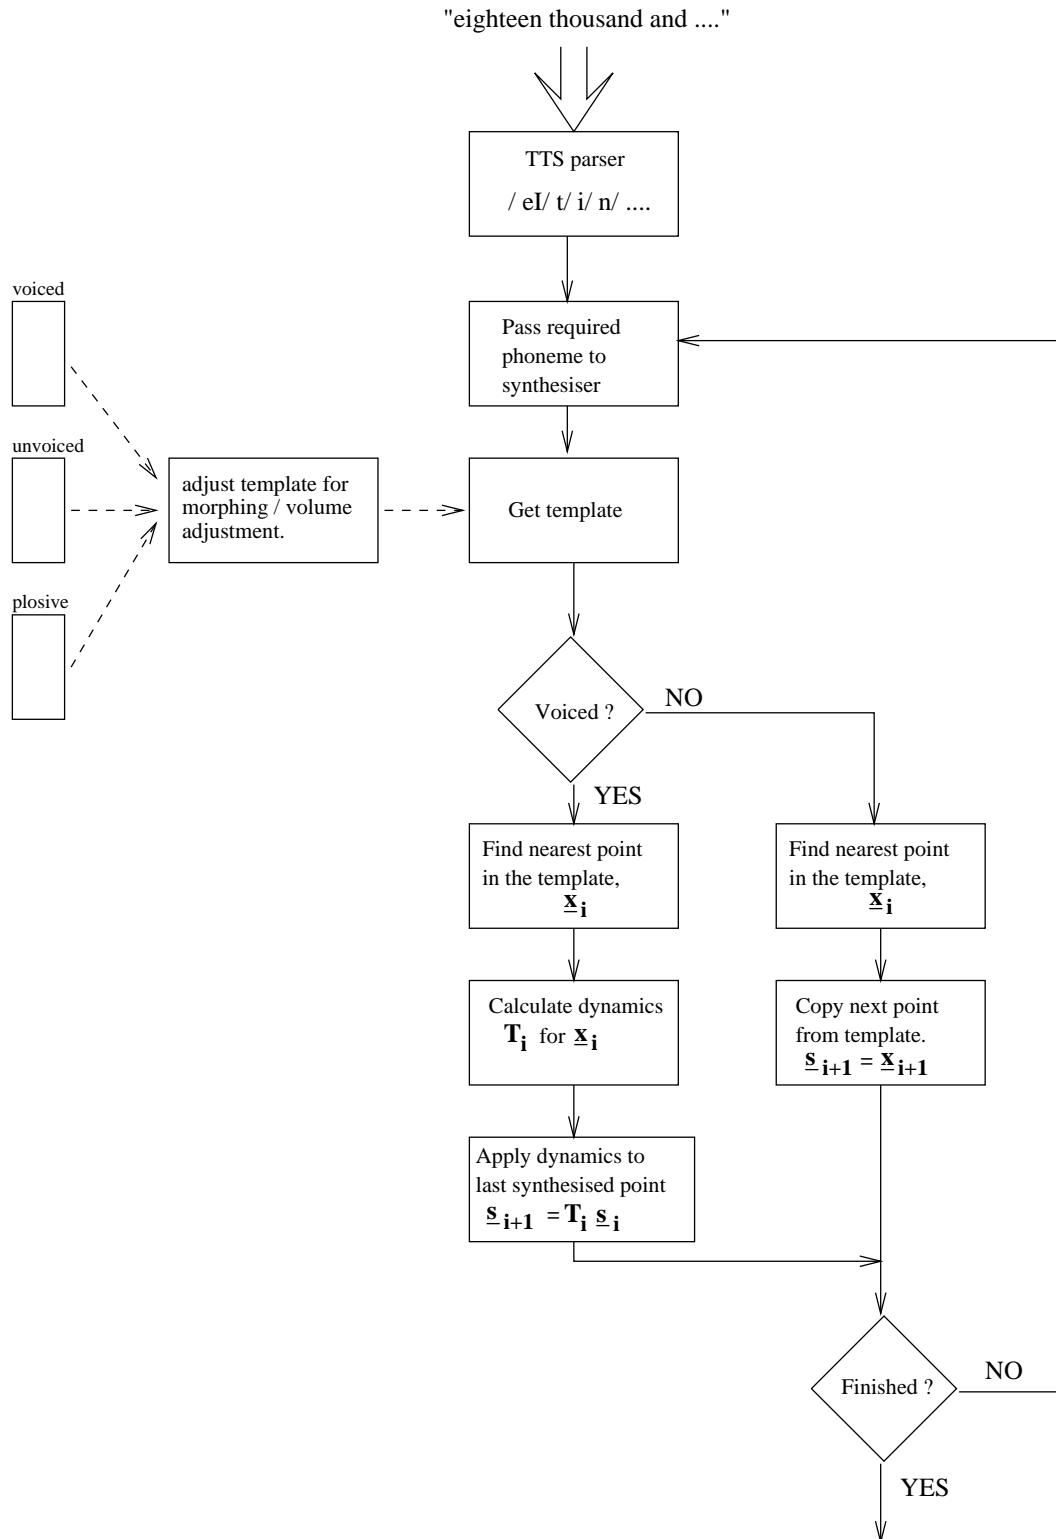 "eighteen thousand and ...."
TTS parser
/ eI/ t/ i/ n/ ....
voiced
Pass required
phoneme to
synthesiser
unvoiced
adjust template for
morphing / volume
adjustment.
Get template
plosive
Voiced ?
NO
YES
Find nearest point
in the template,
x i
Find nearest point
in the template,
x i
Calculate dynamics
T i for x i
Copy next point
from template.
s i+1 = x i+1
Apply dynamics to
last synthesised point
s i+1 = T i s i
Finished ?
NO
YES